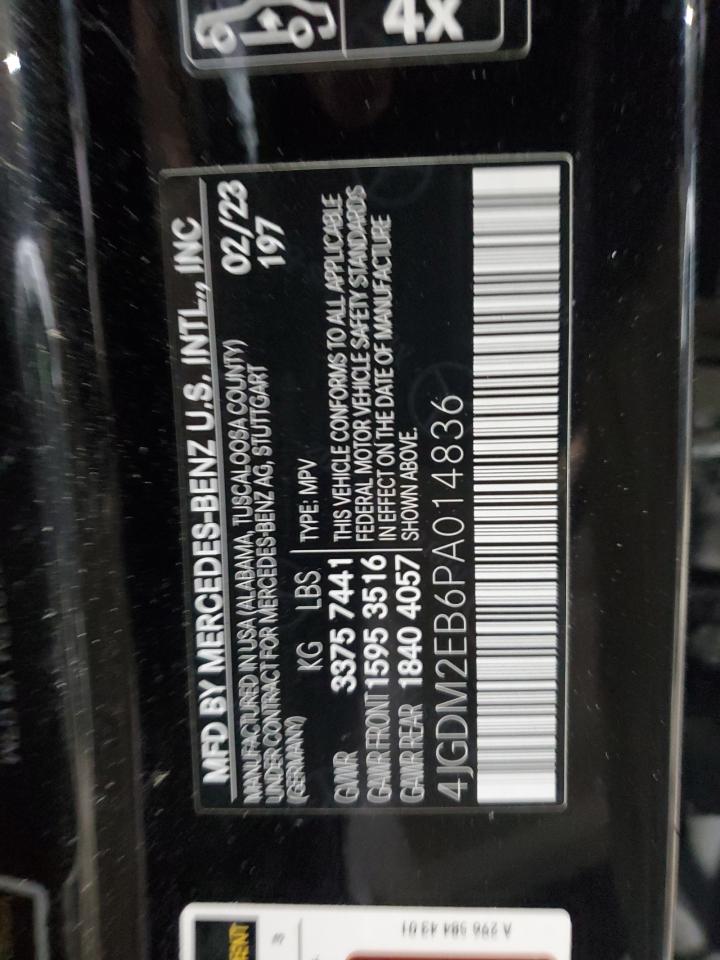 4x
MFD BY MERCEDES-BENZ U.S. INTL., INC
MANUFACTURED IN USA (ALABAMA, TUSCALOOSA COUNTY) 02/23
UNDER CONTRACT FOR MERCEDES-BENZ AG, STUTTGART 197
(GERMANY)
KG LBS TYPE: MPV
GVWR 3375 7441 THIS VEHICLE CONFORMS TO ALL APPLICABLE
GAWR FRONT 1595 3516 FEDERAL MOTOR VEHICLE SAFETY STANDARDS
GAWR REAR 1840 4057 IN EFFECT ON THE DATE OF MANUFACTURE
SHOWN ABOVE.
4JGDM2EB6PA014836
A 296 584 43 01